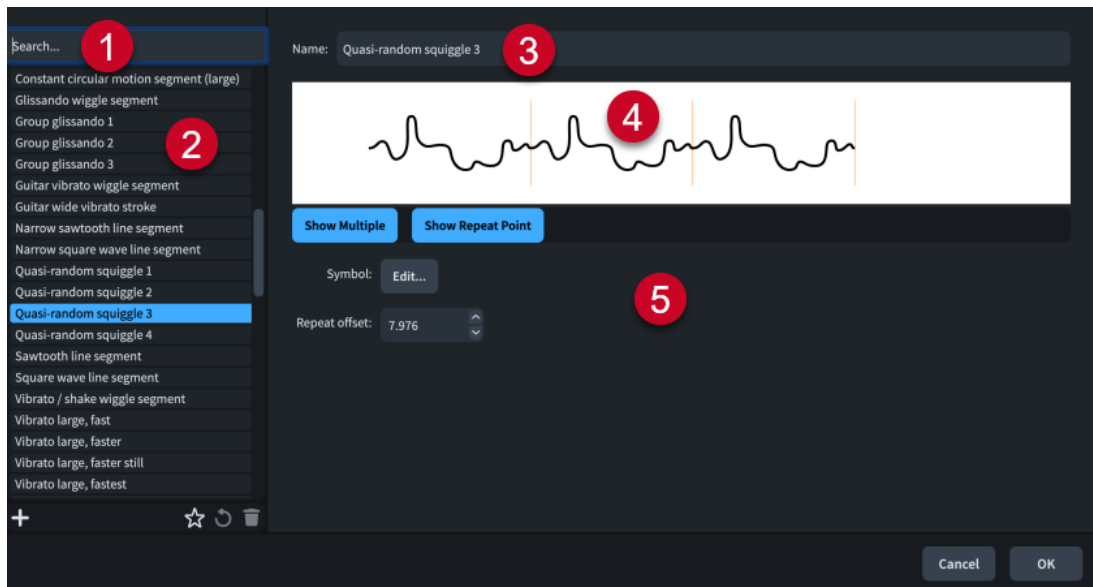 Search...
1
Constant circular motion segment (large)
Glissando wiggle segment
Group glissando 1
Group glissando 2
2
Group glissando 3
Guitar vibrato wiggle segment
Guitar wide vibrato stroke
Narrow sawtooth line segment
Narrow square wave line segment
Quasi-random squiggle 1
Quasi-random squiggle 2
Quasi-random squiggle 3
Quasi-random squiggle 4
Sawtooth line segment
Square wave line segment
Vibrato / shake wiggle segment
Vibrato large, fast
Vibrato large, faster
Vibrato large, faster still
Vibrato large, fastest
Name: Quasi-random squiggle 3
3
4
Show Multiple Show Repeat Point
Symbol: Edit...
5
Repeat offset: 7.976
Cancel OK